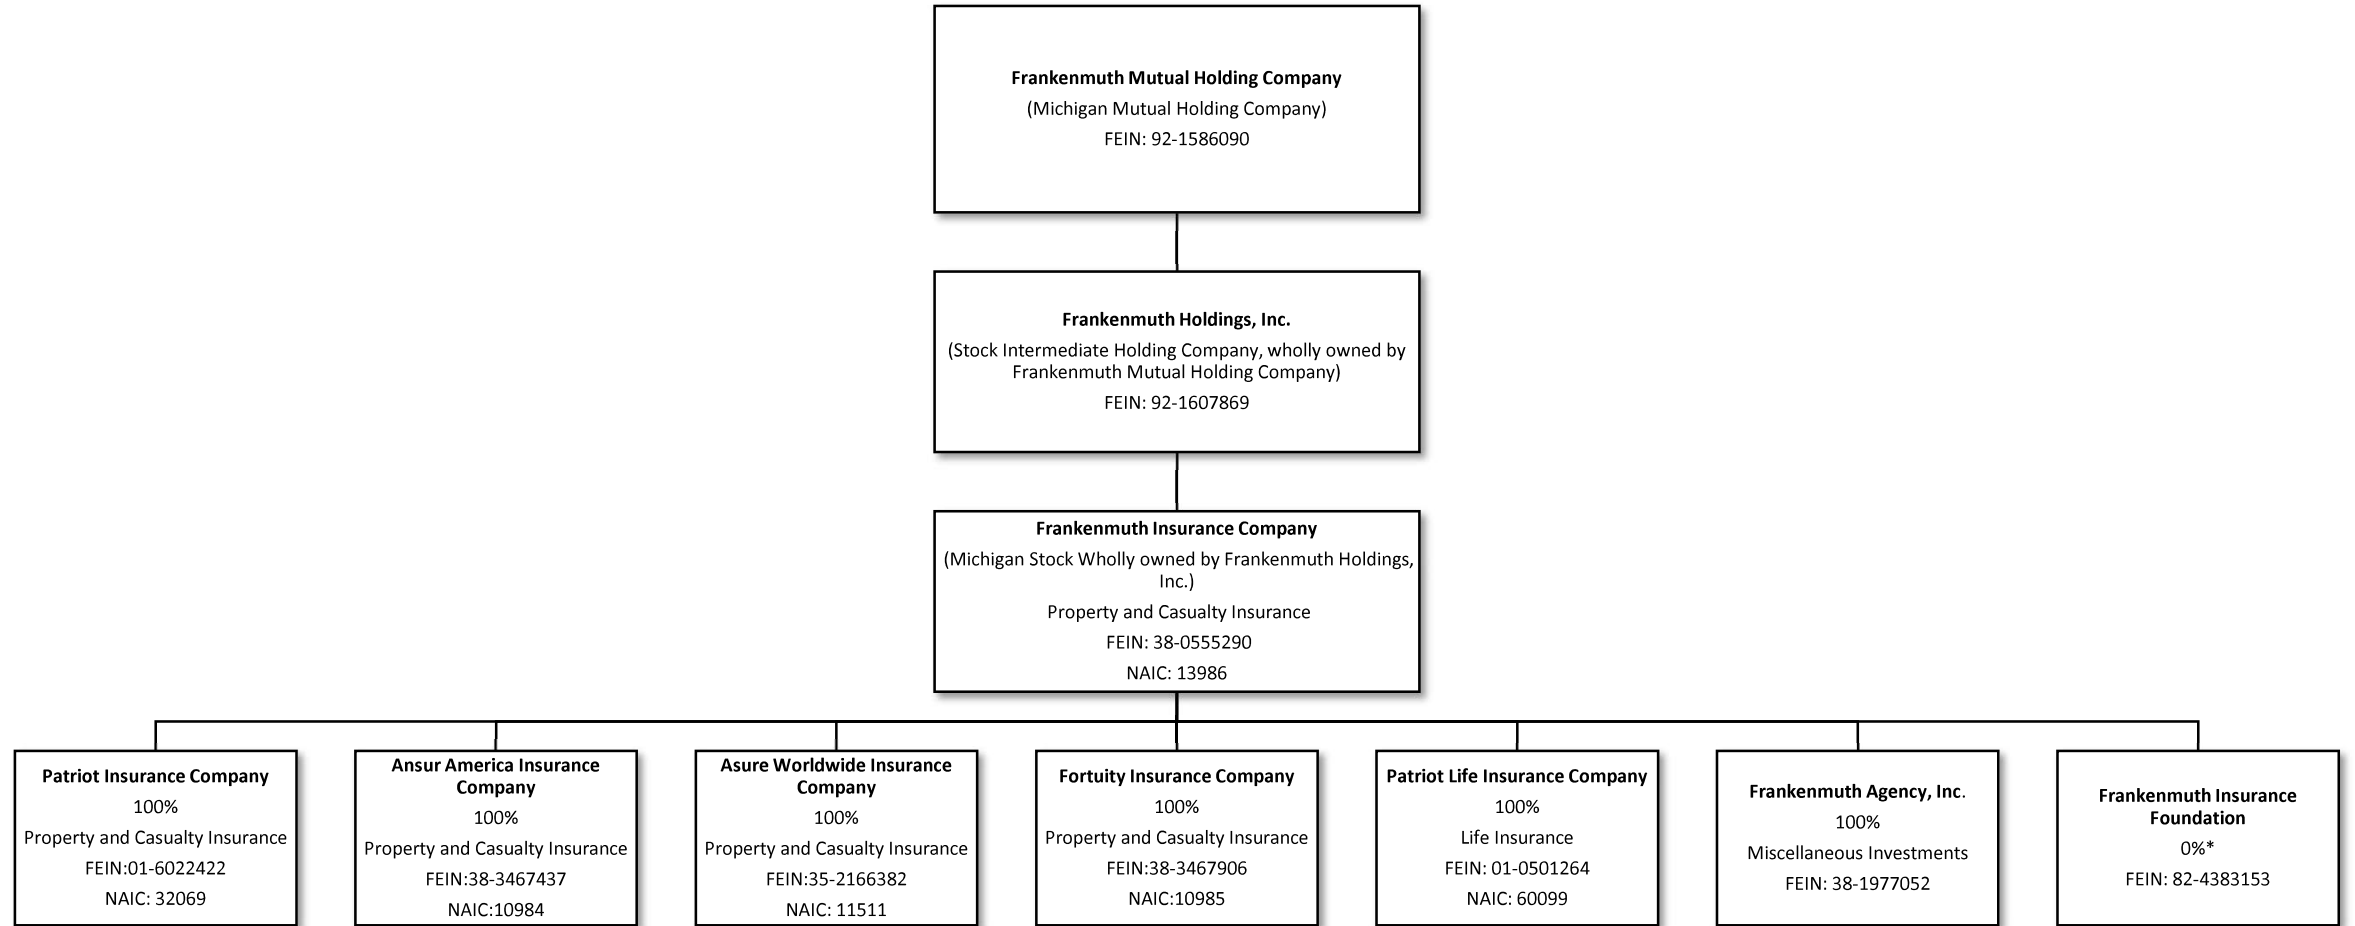 Frankenmuth Mutual Holding Company
(Michigan Mutual Holding Company)
FEIN: 92-1586090
Frankenmuth Holdings, Inc.
(Stock Intermediate Holding Company, wholly owned by
Frankenmuth Mutual Holding Company)
FEIN: 92-1607869
Frankenmuth Insurance Company
(Michigan Stock Wholly owned by Frankenmuth Holdings,
Inc.)
Property and Casualty Insurance
FEIN: 38-0555290
NAIC: 13986
Patriot Insurance Company
100%
Property and Casualty Insurance
FEIN:01-6022422
NAIC: 32069
Ansur America Insurance
Company
100%
Property and Casualty Insurance
FEIN:38-3467437
NAIC:10984
Asure Worldwide Insurance
Company
100%
Property and Casualty Insurance
FEIN:35-2166382
NAIC: 11511
Fortuity Insurance Company
100%
Property and Casualty Insurance
FEIN:38-3467906
NAIC:10985
Patriot Life Insurance Company
100%
Life Insurance
FEIN: 01-0501264
NAIC: 60099
Frankenmuth Agency, Inc.
100%
Miscellaneous Investments
FEIN: 38-1977052
Frankenmuth Insurance
Foundation
0%*
FEIN: 82-4383153